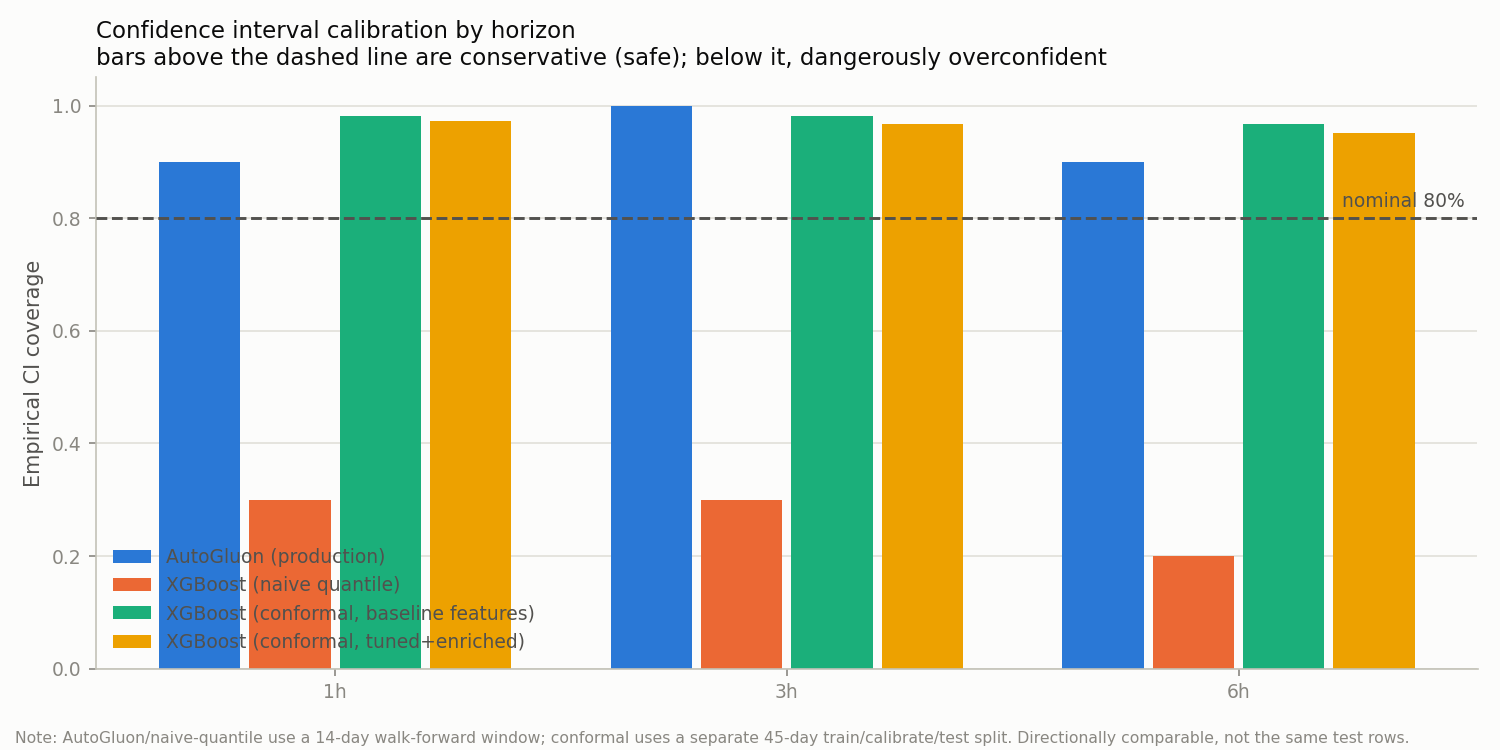 Confidence interval calibration by horizon
bars above the dashed line are conservative (safe); below it, dangerously overconfident
Empirical CI coverage
1.0
0.8
0.6
0.4
0.2
0.0
nominal 80%
AutoGluon (production)
XGBoost (naive quantile)
XGBoost (conformal, baseline features)
XGBoost (conformal, tuned+enriched)
1h
3h
6h
Note: AutoGluon/naive-quantile use a 14-day walk-forward window; conformal uses a separate 45-day train/calibrate/test split. Directionally comparable, not the same test rows.